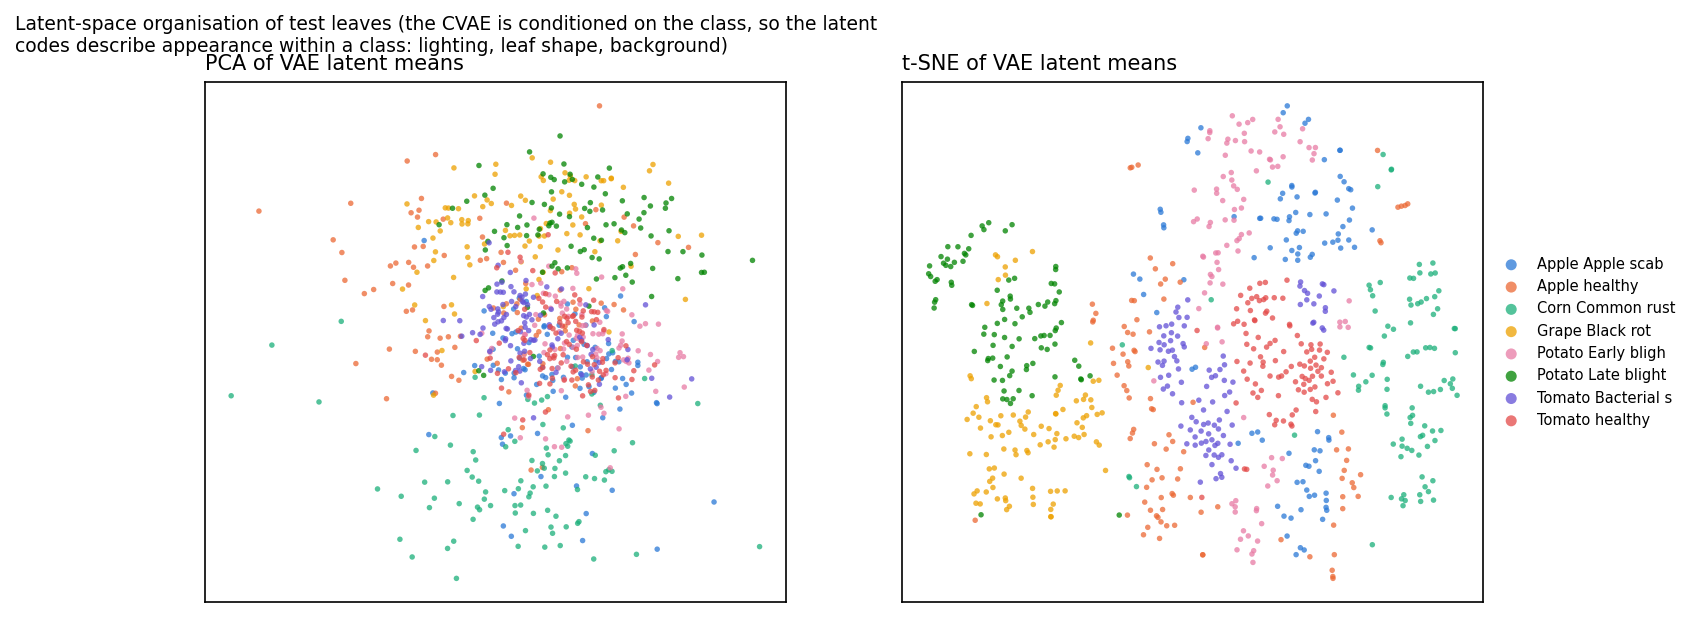 Latent-space organisation of test leaves (the CVAE is conditioned on the class, so the latent
codes describe appearance within a class: lighting, leaf shape, background)
PCA of VAE latent means
t-SNE of VAE latent means
Apple Apple scab
Apple healthy
Corn Common rust
Grape Black rot
Potato Early bligh
Potato Late blight
Tomato Bacterial s
Tomato healthy